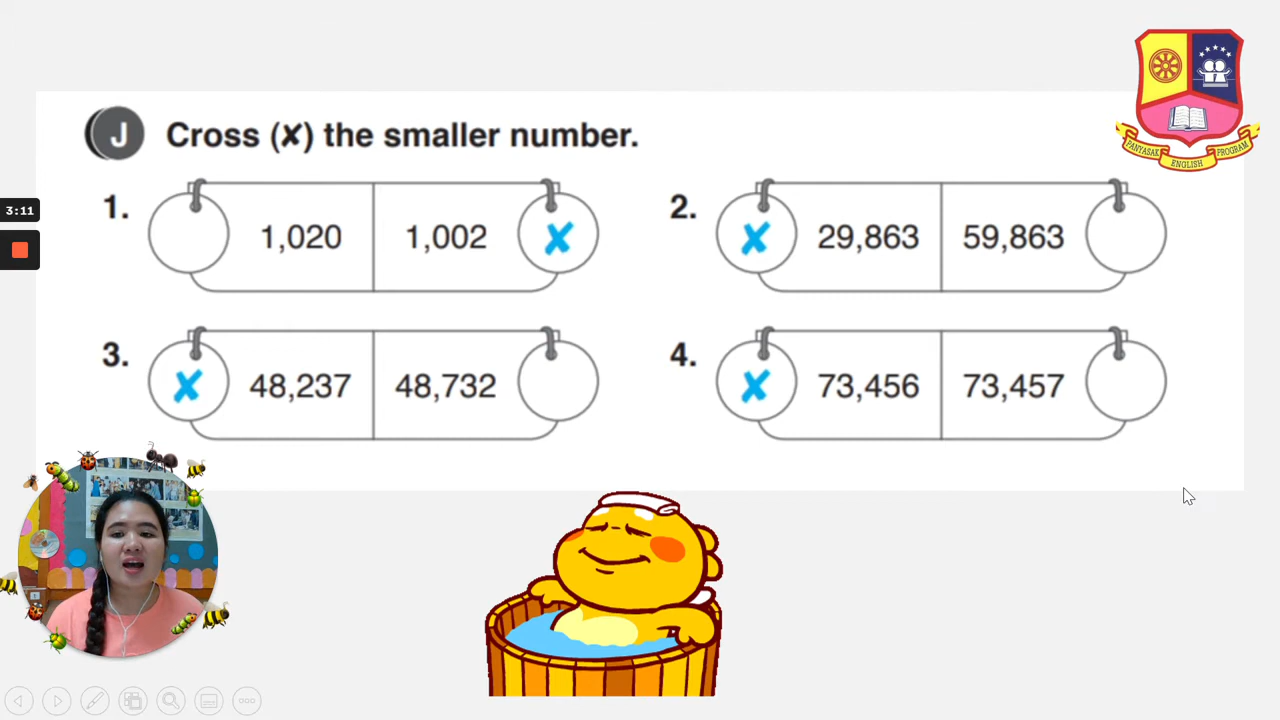 J Cross (✘) the smaller number.
1. 1,020 1,002 ✘
2. ✘ 29,863 59,863
3. ✘ 48,237 48,732
4. ✘ 73,456 73,457
3:11
PANYASAK ENGLISH PROGRAM